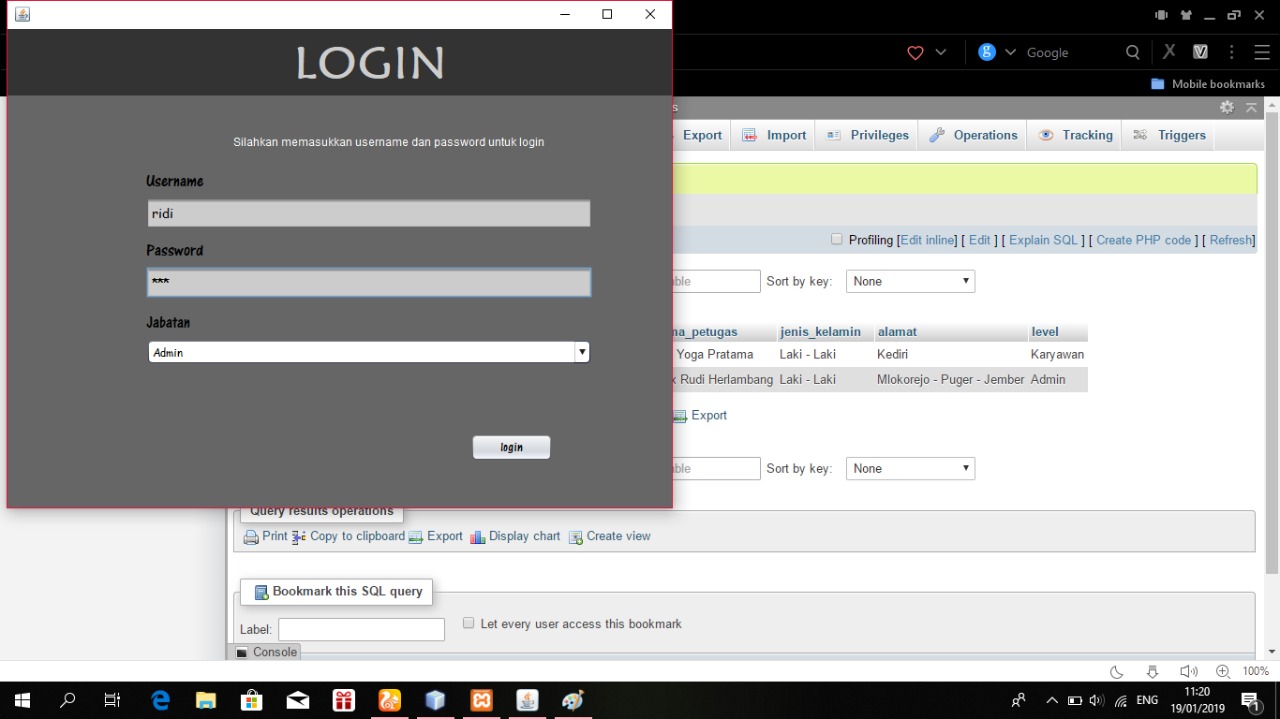 LOGIN
Silahkan memasukkan username dan password untuk login
Username
ridi
Password
***
Jabatan
Admin
login
Google
Mobile bookmarks
Export Import Privileges Operations Tracking Triggers
Profiling [Edit inline] [ Edit ] [ Explain SQL ] [ Create PHP code ] [ Refresh]
Sort by key: None
ma_petugas jenis_kelamin alamat level
Yoga Pratama Laki - Laki Kediri Karyawan
Rudi Herlambang Laki - Laki Mlokorejo - Puger - Jember Admin
Export
Sort by key: None
Query results operations
Print Copy to clipboard Export Display chart Create view
Bookmark this SQL query
Label: Let every user access this bookmark
Console
100%
ENG
11:20
19/01/2019
1